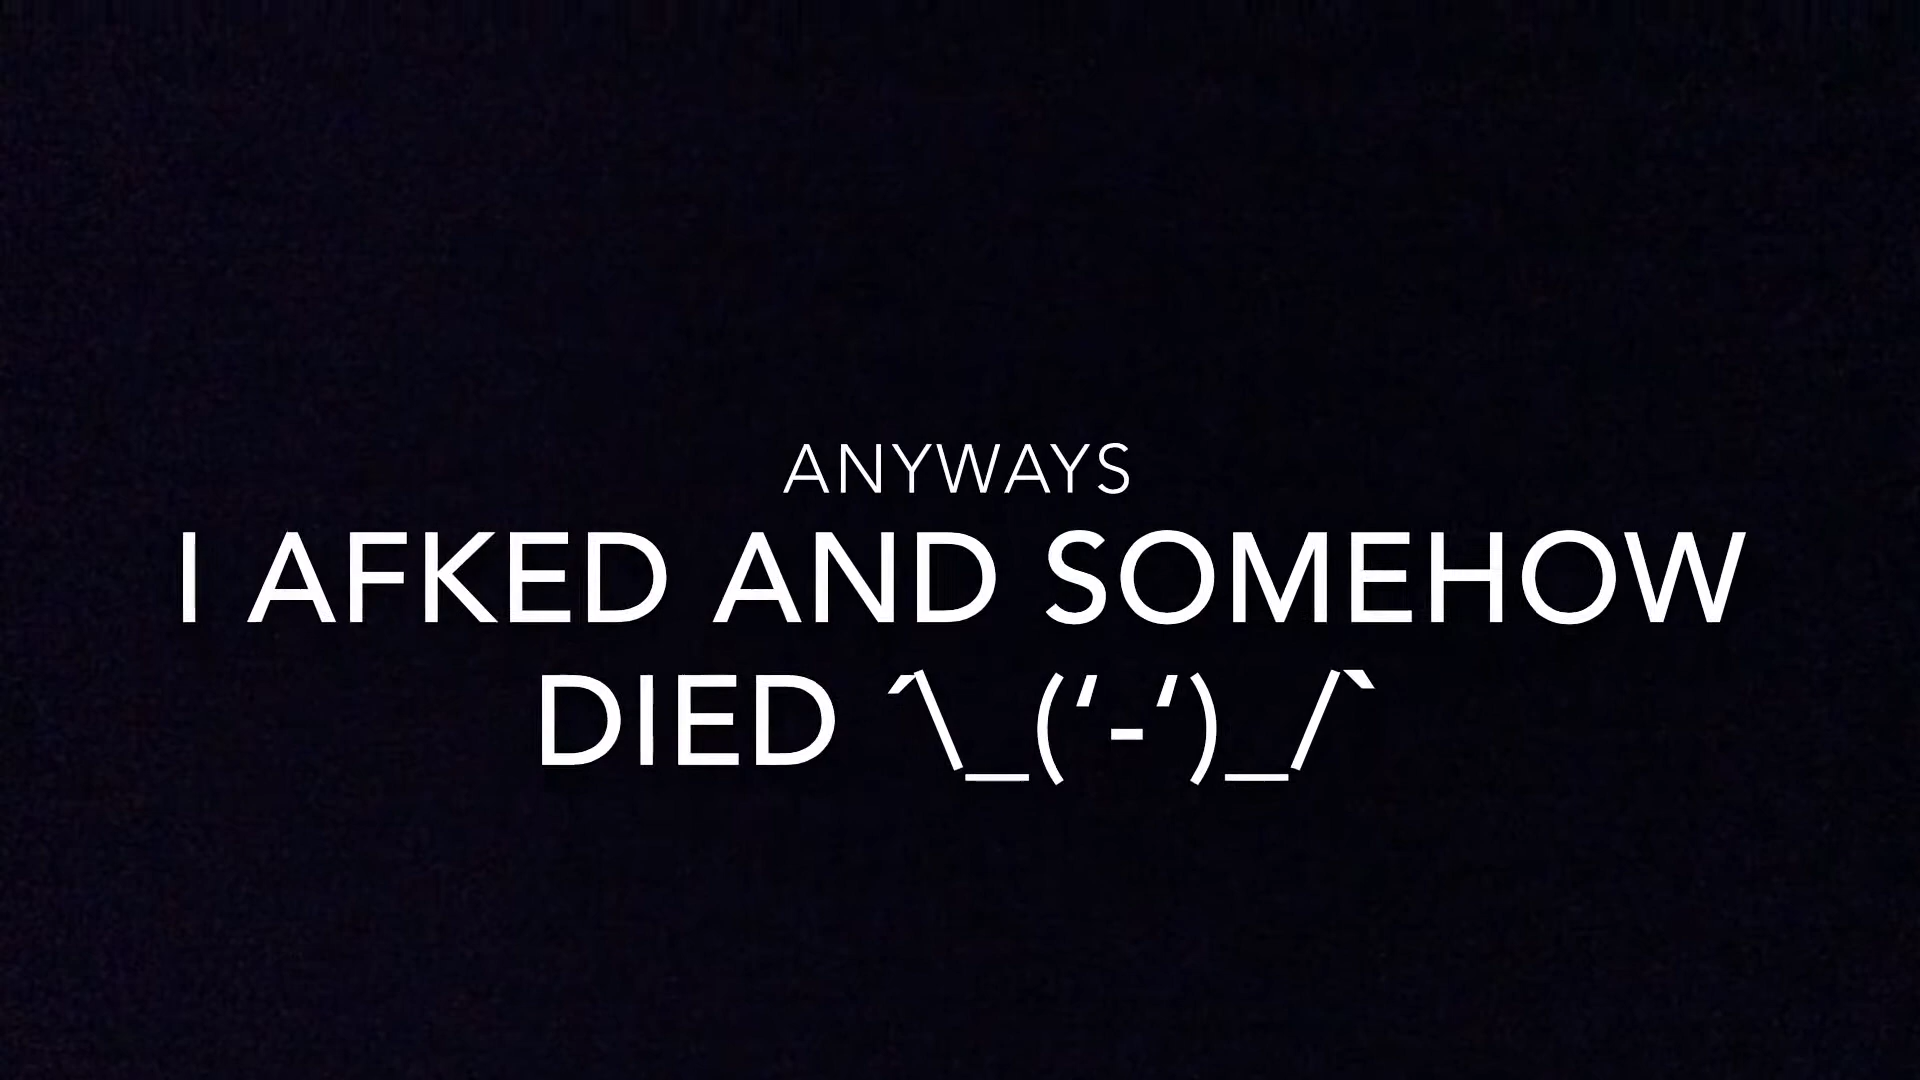 ANYWAYS
I AFKED AND SOMEHOW
DIED ´\_(‘-‘)_/`